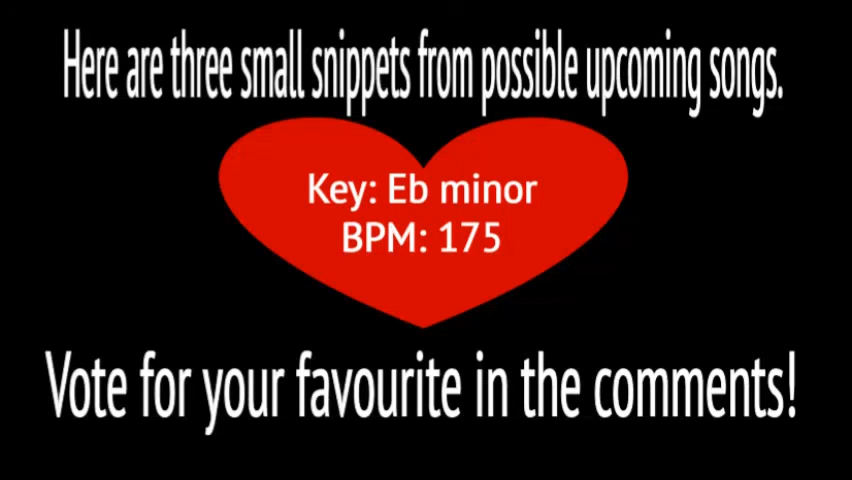 Here are three small snippets from possible upcoming songs.
Key: Eb minor
BPM: 175
Vote for your favourite in the comments!